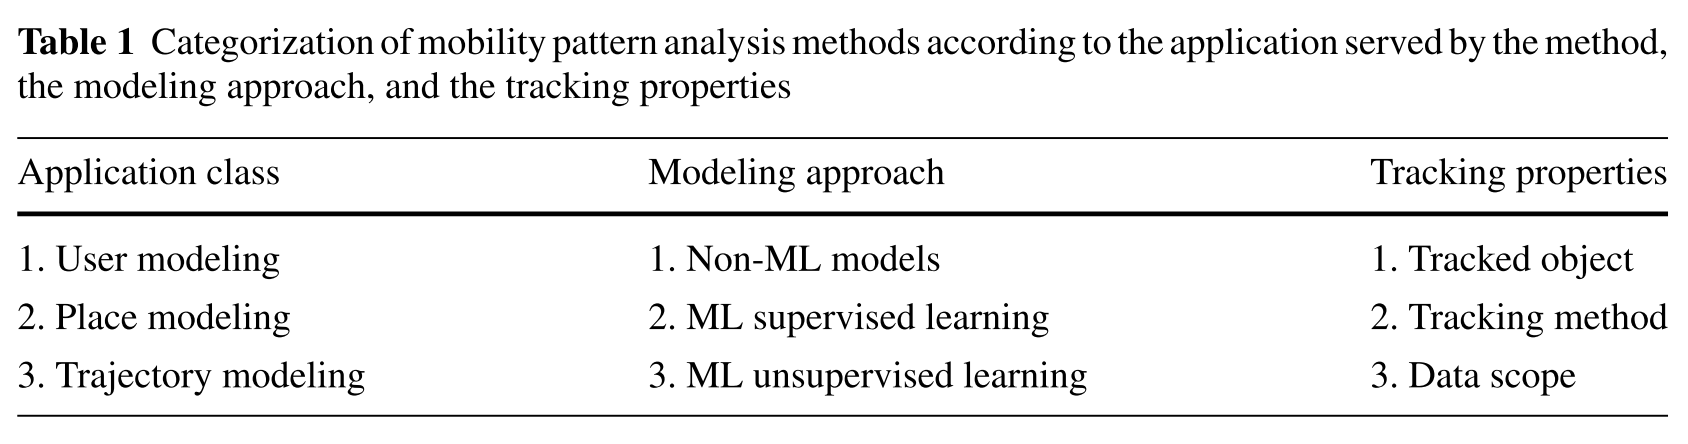 Table 1 Categorization of mobility pattern analysis methods according to the application served by the method,
the modeling approach, and the tracking properties
Application class Modeling approach Tracking properties
1. User modeling 1. Non-ML models 1. Tracked object
2. Place modeling 2. ML supervised learning 2. Tracking method
3. Trajectory modeling 3. ML unsupervised learning 3. Data scope